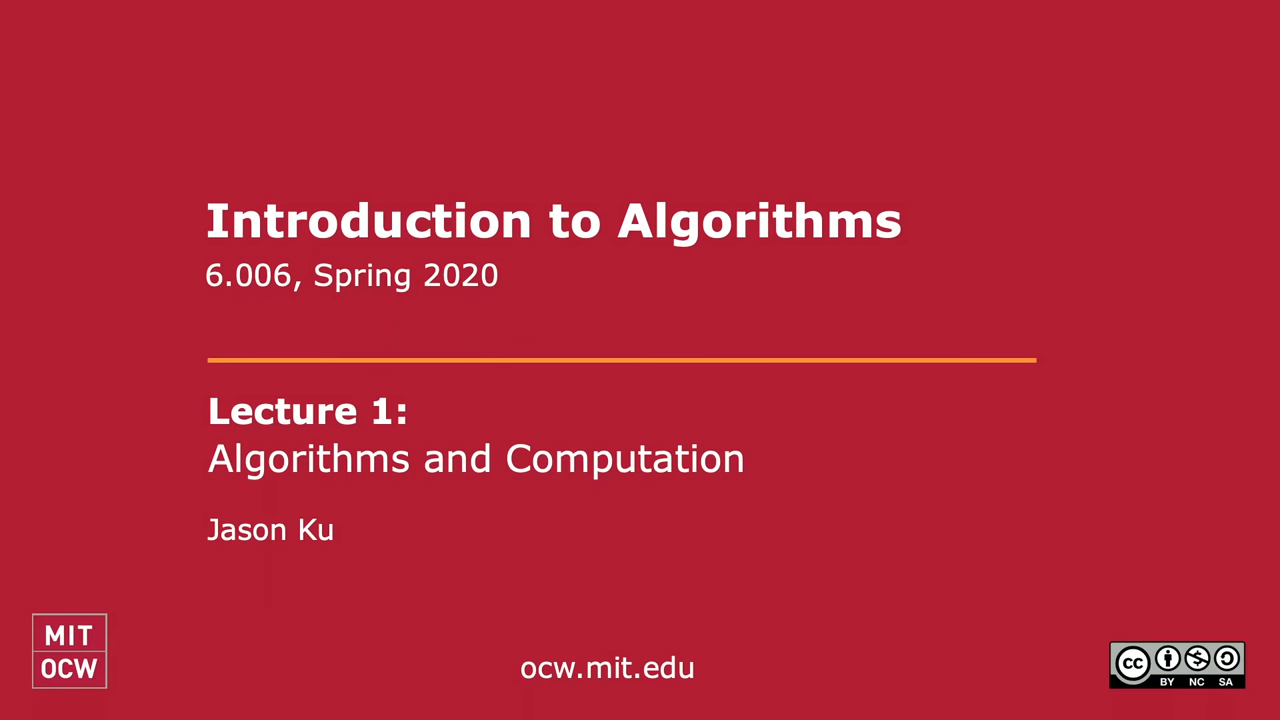 Introduction to Algorithms
6.006, Spring 2020
Lecture 1:
Algorithms and Computation
Jason Ku
MIT
OCW
ocw.mit.edu
cc
BY NC SA